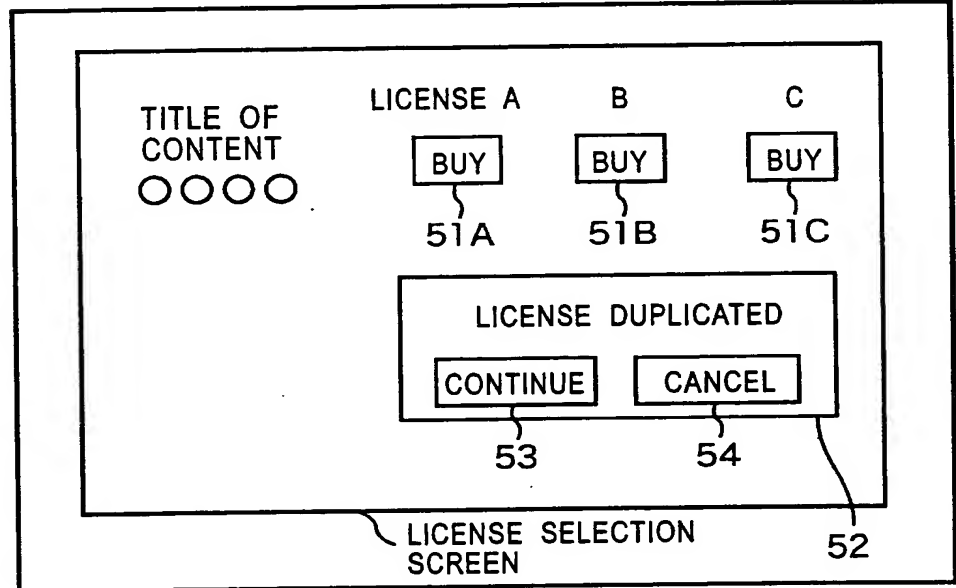 TITLE OF
CONTENT
○○○○
LICENSE A B C
BUY BUY BUY
51A 51B 51C
LICENSE DUPLICATED
CONTINUE CANCEL
53 54
LICENSE SELECTION
SCREEN
52